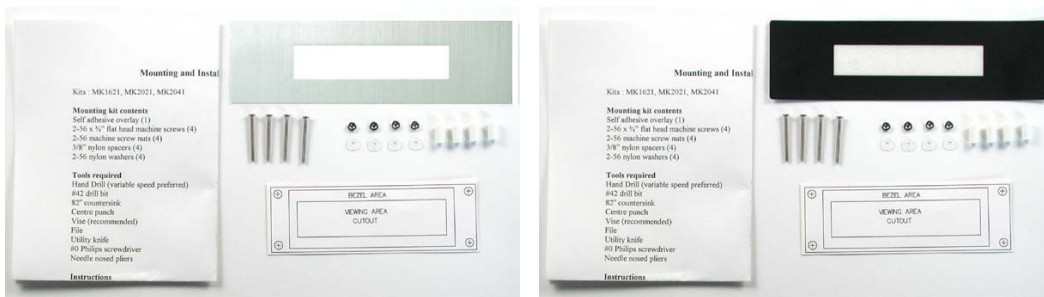 Mounting and Instal
Kits : MK1621, MK2021, MK2041
Mounting kit contents
Self adhesive overlay (1)
2-56 x ¾" flat head machine screws (4)
2-56 machine screw nuts (4)
3/8" nylon spacers (4)
2-56 nylon washers (4)
Tools required
Hand Drill (variable speed preferred)
#42 drill bit
82° countersink
Centre punch
Vise (recommended)
File
Utility knife
#0 Philips screwdriver
Needle nosed pliers
Instructions
BEZEL AREA
VIEWING AREA
CUTOUT
Mounting and Instal
Kits : MK1621, MK2021, MK2041
Mounting kit contents
Self adhesive overlay (1)
2-56 x ¾" flat head machine screws (4)
2-56 machine screw nuts (4)
3/8" nylon spacers (4)
2-56 nylon washers (4)
Tools required
Hand Drill (variable speed preferred)
#42 drill bit
82° countersink
Centre punch
Vise (recommended)
File
Utility knife
#0 Philips screwdriver
Needle nosed pliers
Instructions
BEZEL AREA
VIEWING AREA
CUTOUT